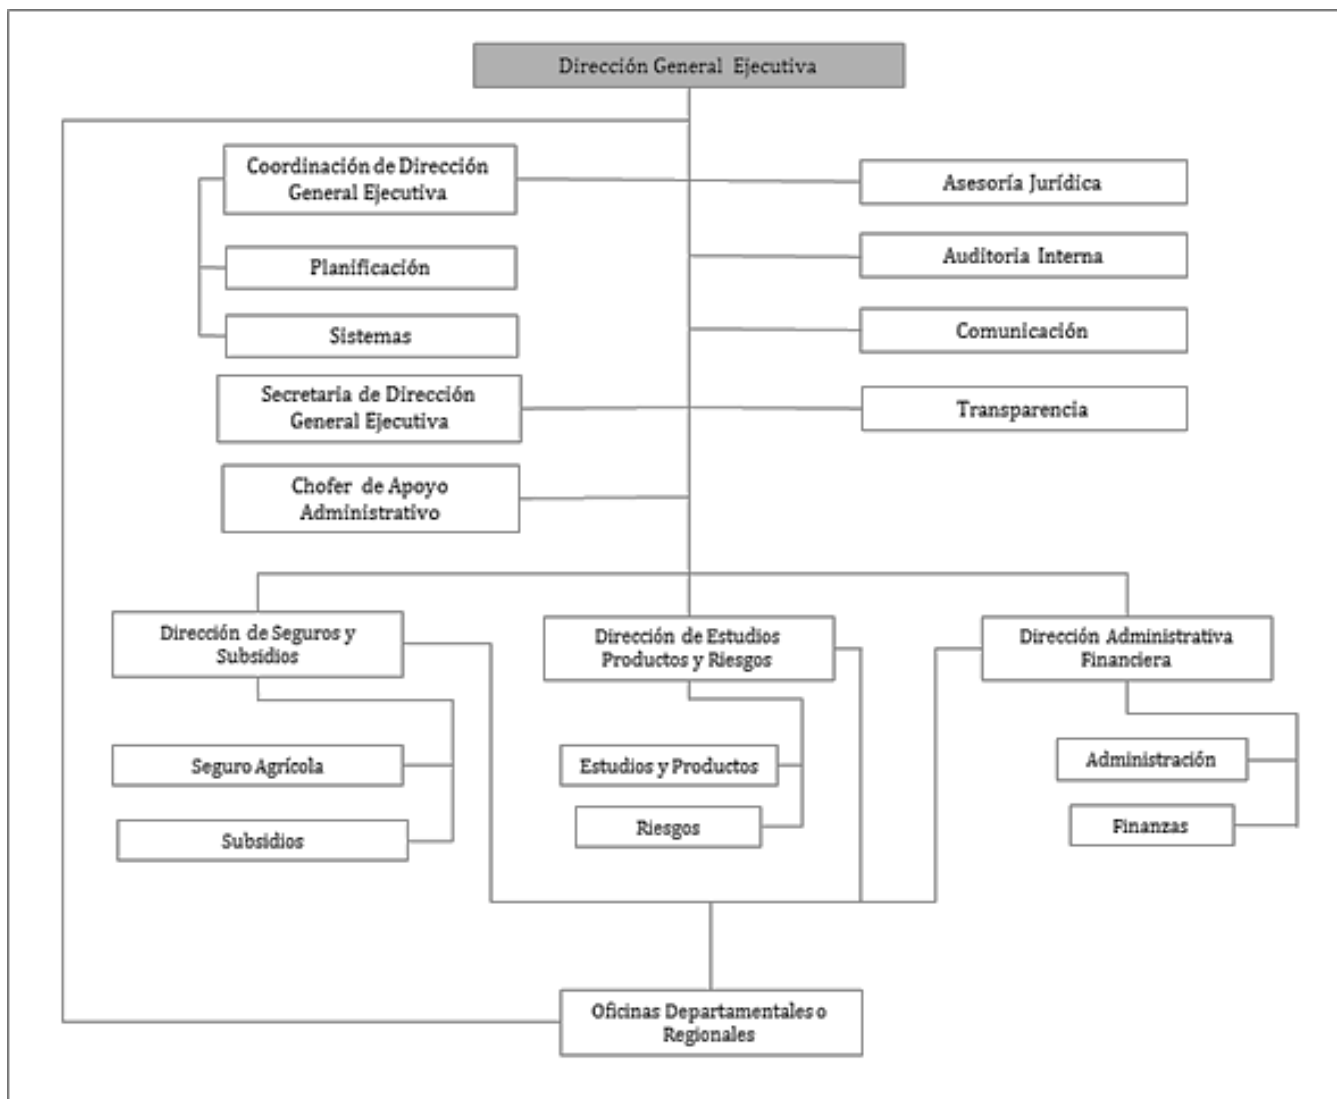 Dirección General Ejecutiva
Coordinación de Dirección
General Ejecutiva
Asesoría Jurídica
Planificación
Auditoria Interna
Sistemas
Comunicación
Secretaria de Dirección
General Ejecutiva
Transparencia
Chofer de Apoyo
Administrativo
Dirección de Seguros y
Subsidios
Dirección de Estudios
Productos y Riesgos
Dirección Administrativa
Financiera
Seguro Agrícola
Estudios y Productos
Administración
Subsidios
Riesgos
Finanzas
Oficinas Departamentales o
Regionales